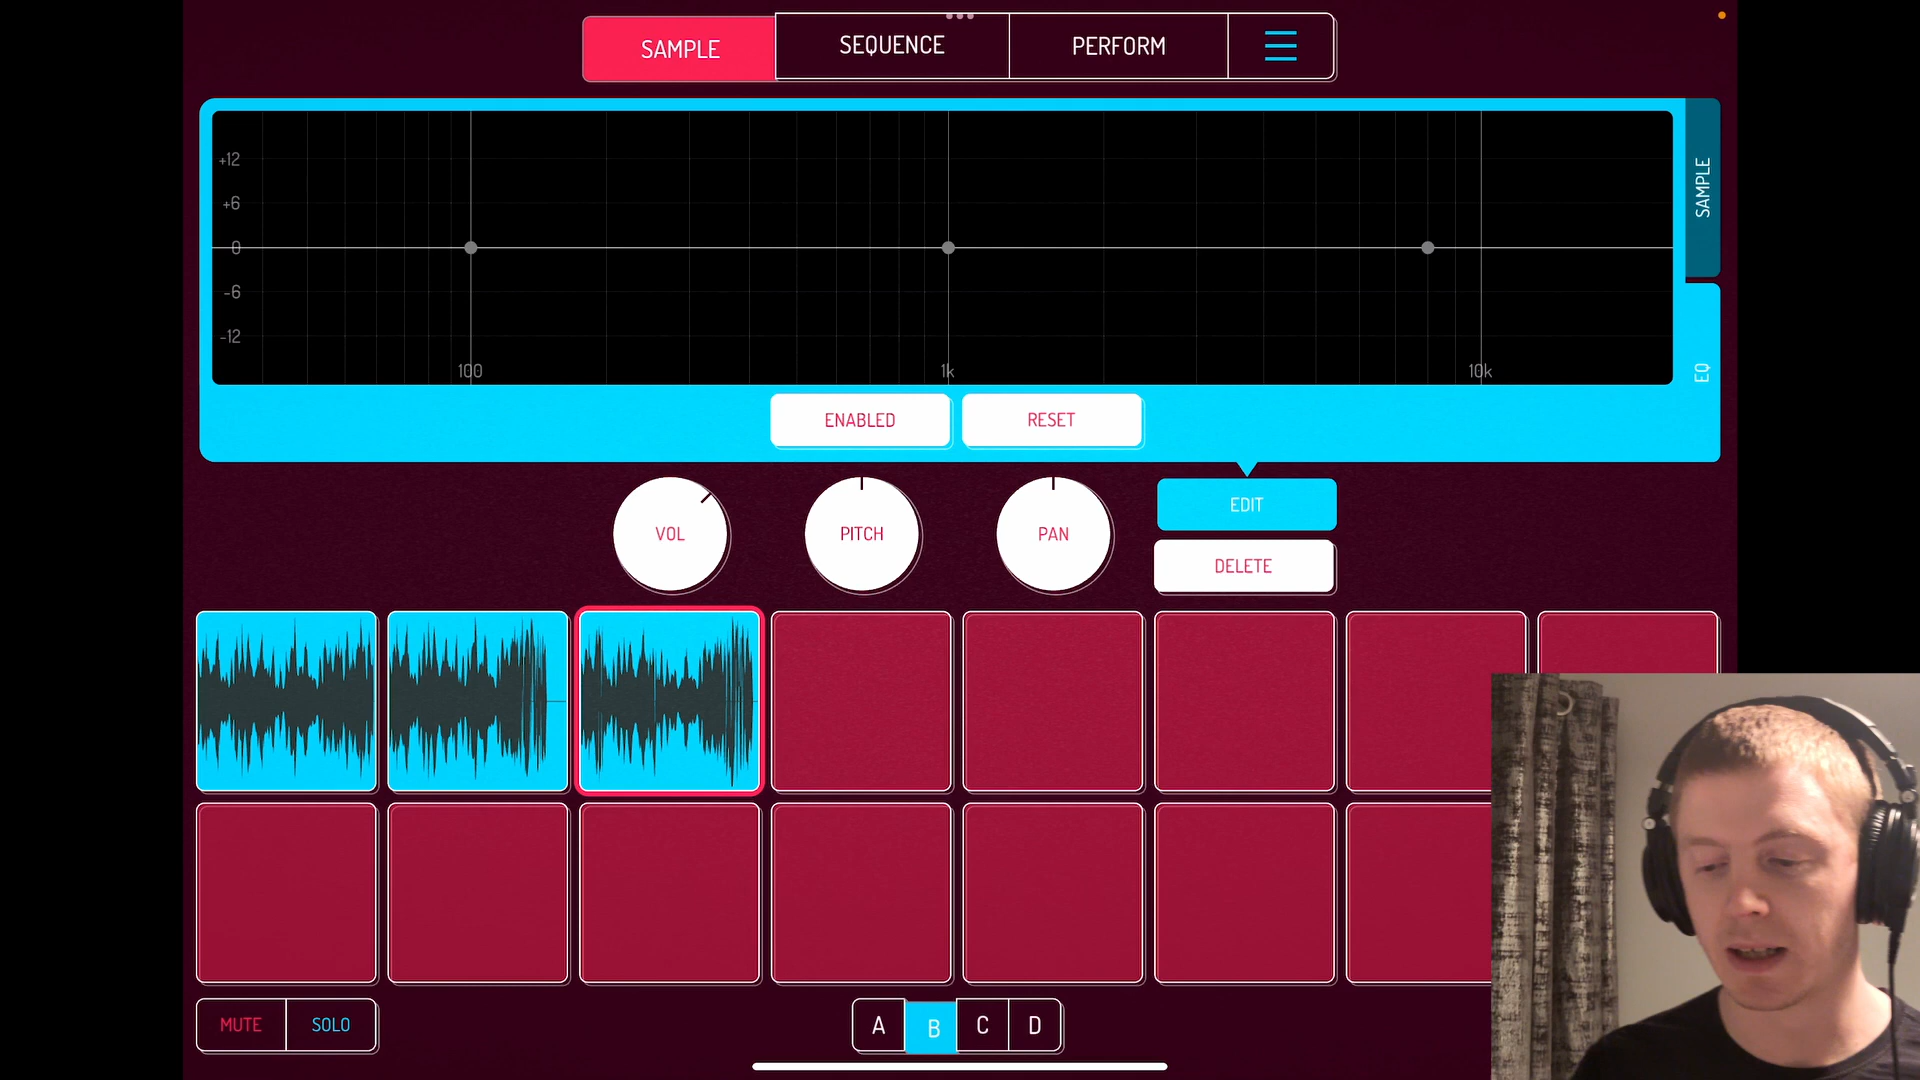 SAMPLE SEQUENCE PERFORM
+12
+6
0
-6
-12
100 1k 10k
SAMPLE
EQ
ENABLED RESET
VOL PITCH PAN EDIT
DELETE
MUTE SOLO A B C D